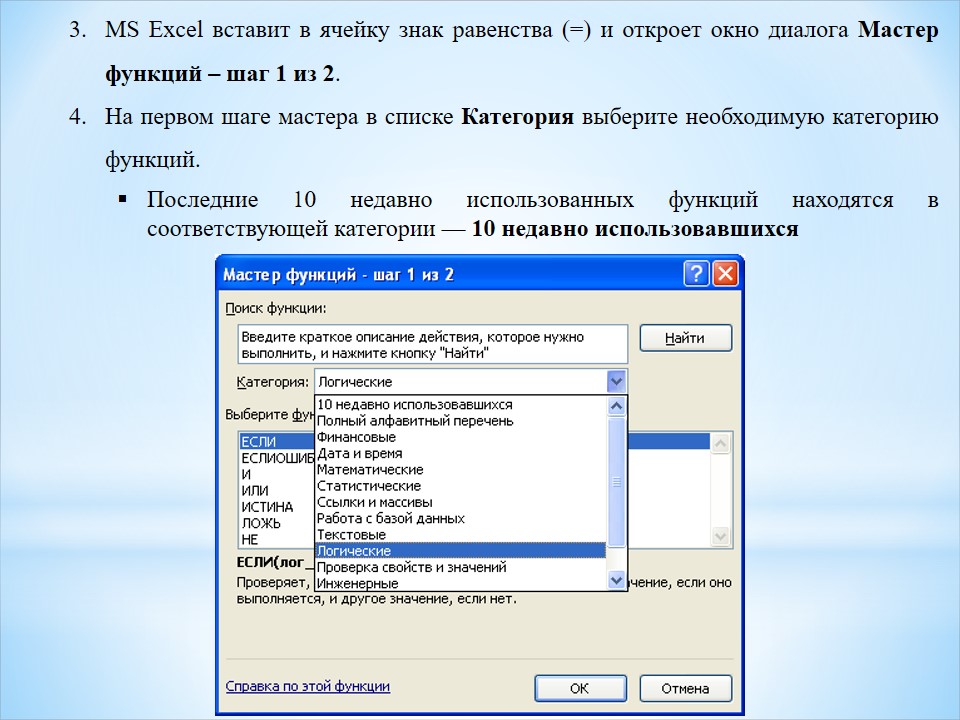 3. MS Excel вставит в ячейку знак равенства (=) и откроет окно диалога Мастер
функций – шаг 1 из 2.
4. На первом шаге мастера в списке Категория выберите необходимую категорию
функций.
▪ Последние 10 недавно использованных функций находятся в
соответствующей категории — 10 недавно использовавшихся
Мастер функций - шаг 1 из 2
Поиск функции:
Введите краткое описание действия, которое нужно
выполнить, и нажмите кнопку "Найти"
Найти
Категория: Логические
10 недавно использовавшихся
Полный алфавитный перечень
Финансовые
Дата и время
Математические
Статистические
Ссылки и массивы
Работа с базой данных
Текстовые
Логические
Проверка свойств и значений
Инженерные
Выберите фун
ЕСЛИ
ЕСЛИОШИБ
И
ИЛИ
ИСТИНА
ЛОЖЬ
НЕ
ЕСЛИ(лог_
Проверяет, ачение, если оно
выполняется, и другое значение, если нет.
Справка по этой функции
ОК
Отмена